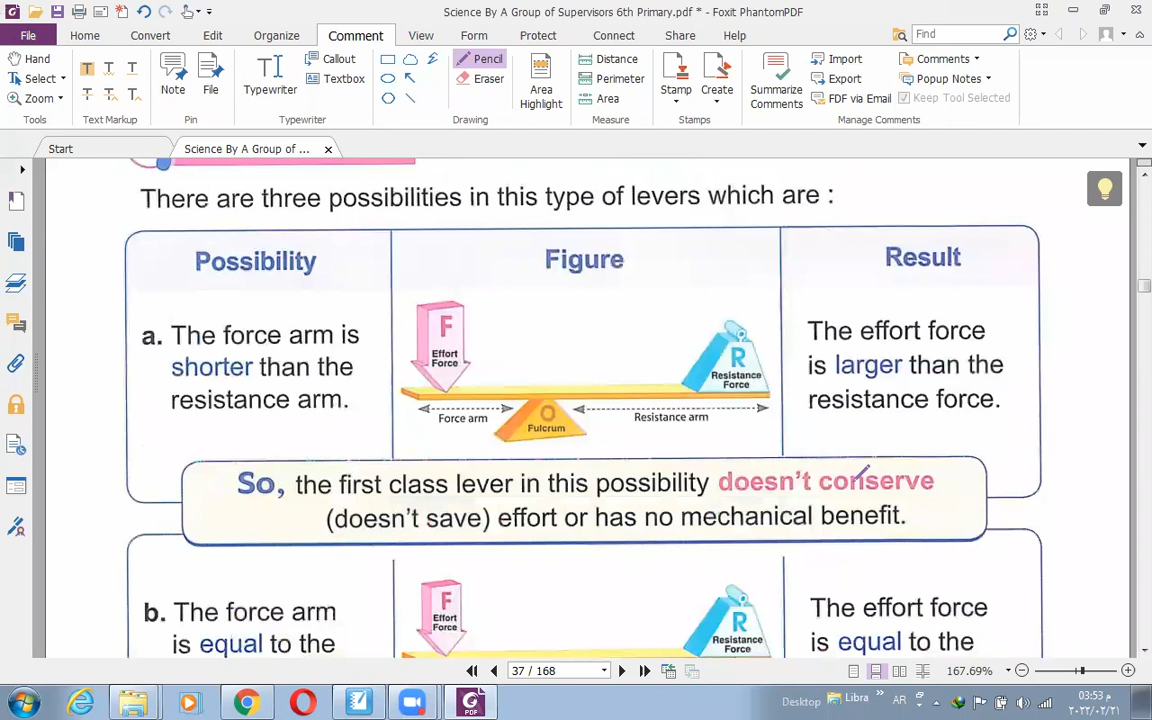 Science By A Group of Supervisors 6th Primary.pdf * - Foxit PhantomPDF
File Home Convert Edit Organize Comment View Form Protect Connect Share Help Find
Hand
Select
Zoom
Tools
Text Markup
Note
File
Pin
Typewriter
Callout
Textbox
Typewriter
Pencil
Eraser
Area Highlight
Drawing
Distance
Perimeter
Area
Measure
Stamp
Create
Stamps
Summarize Comments
Import
Export
FDF via Email
Comments
Popup Notes
Keep Tool Selected
Manage Comments
Start
Science By A Group of ...
There are three possibilities in this type of levers which are :
Possibility
Figure
Result
a. The force arm is
shorter than the
resistance arm.
F
Effort
Force
R
Resistance
Force
Force arm
O
Fulcrum
Resistance arm
The effort force
is larger than the
resistance force.
So, the first class lever in this possibility doesn't conserve
(doesn't save) effort or has no mechanical benefit.
b. The force arm
is equal to the
F
Effort
Force
R
Resistance
Force
The effort force
is equal to the
37 / 168
167.69%
PDF
Desktop
Libra
AR
03:53 م
٢٠٢٢/٠٢/٢١